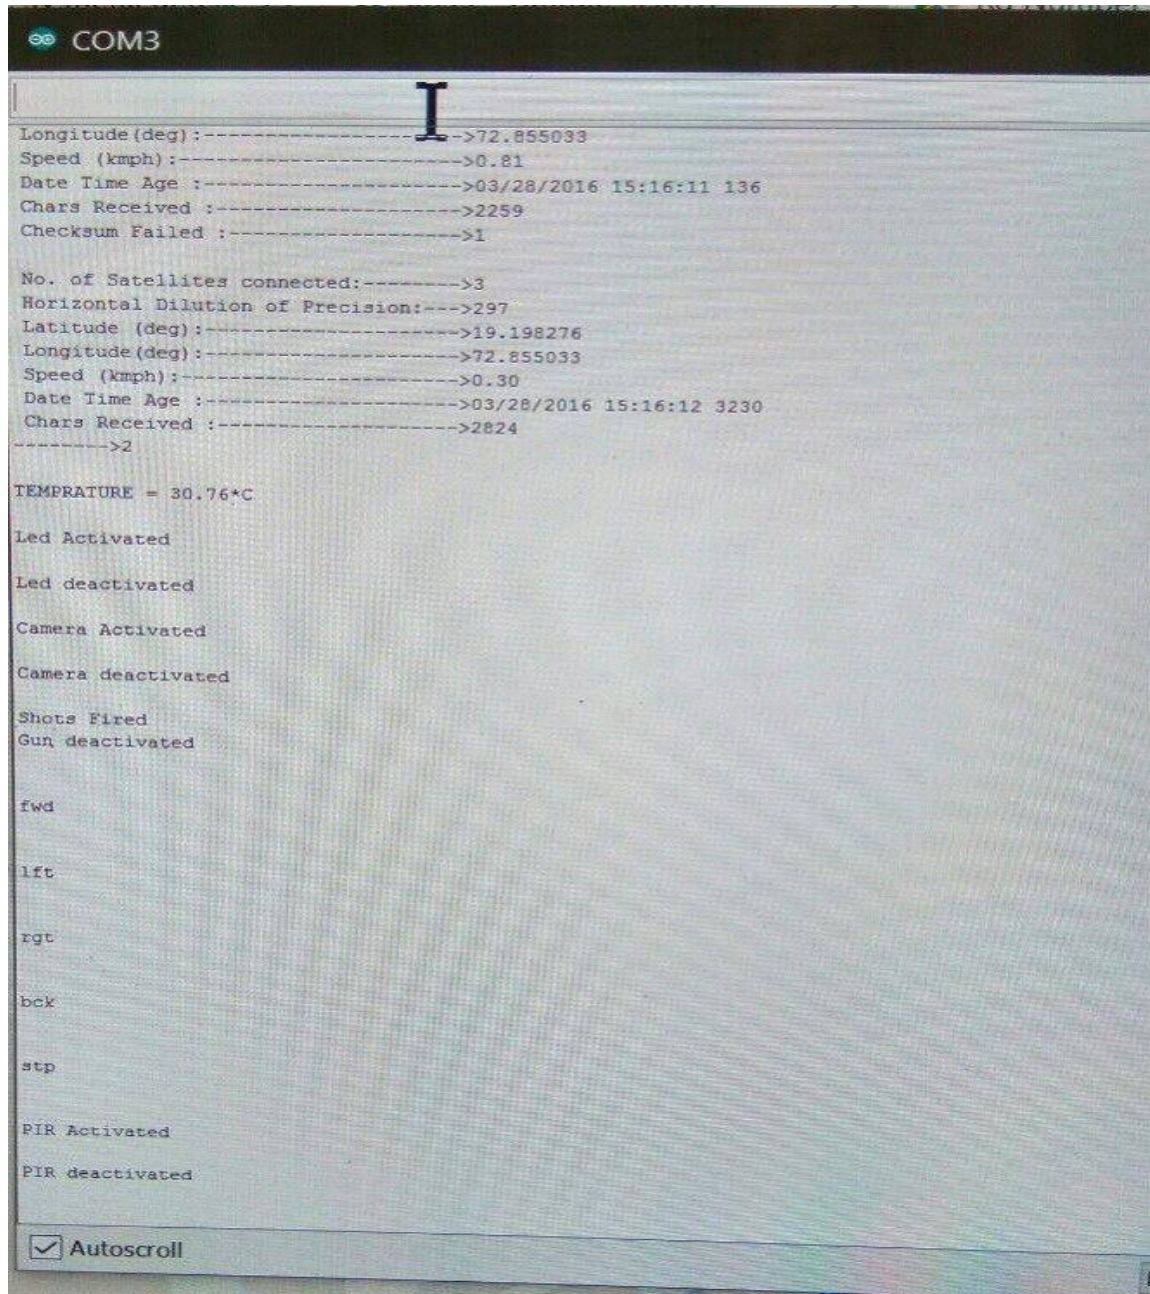 COM3
Longitude(deg):--------------------->72.855033
Speed (kmph):----------------------->0.81
Date Time Age :--------------------->03/28/2016 15:16:11 136
Chars Received :-------------------->2259
Checksum Failed :------------------->1
No. of Satellites connected:-------->3
Horizontal Dilution of Precision:--->297
Latitude (deg):--------------------->19.198276
Longitude(deg):--------------------->72.855033
Speed (kmph):----------------------->0.30
Date Time Age :--------------------->03/28/2016 15:16:12 3230
Chars Received :-------------------->2824
-------->2
TEMPRATURE = 30.76*C
Led Activated
Led deactivated
Camera Activated
Camera deactivated
Shots Fired
Gun deactivated
fwd
lft
rgt
bck
stp
PIR Activated
PIR deactivated
Autoscroll